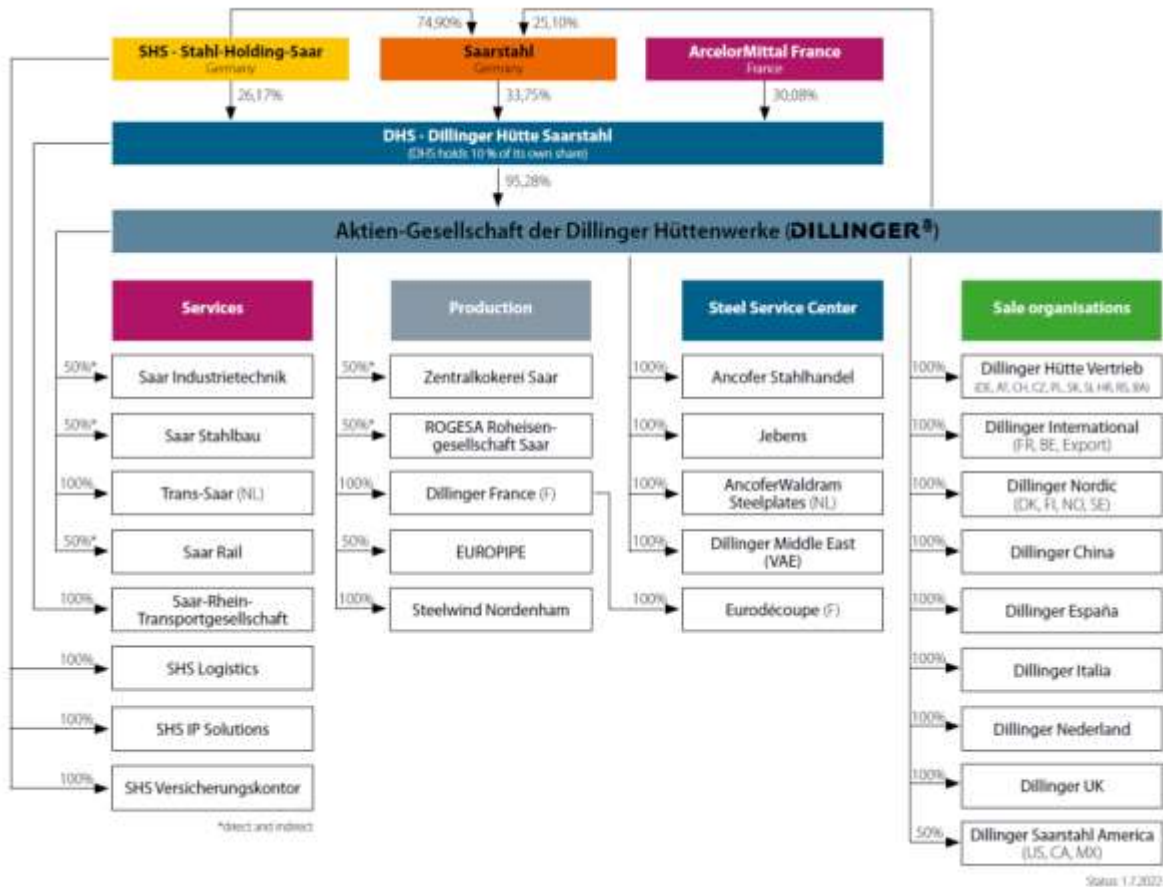 74,90%
25,10%
SHS - Stahl-Holding-Saar
Germany
Saarstahl
Germany
ArcelorMittal France
France
26,17%
33,75%
30,08%
DHS - Dillinger Hütte Saarstahl
(DHS holds 10 % of its own share)
95,28%
Aktien-Gesellschaft der Dillinger Hüttenwerke (DILLINGER®)
Services
50%*
Saar Industrietechnik
50%*
Saar Stahlbau
100%
Trans-Saar (NL)
50%*
Saar Rail
100%
Saar-Rhein-
Transportgesellschaft
100%
SHS Logistics
100%
SHS IP Solutions
100%
SHS Versicherungskontor
*direct and indirect
Production
50%*
Zentralkokerei Saar
50%*
ROGESA Roheisen-
gesellschaft Saar
100%
Dillinger France (F)
50%
EUROPIPE
100%
Steelwind Nordenham
Steel Service Center
100%
Ancofer Stahlhandel
100%
Jebens
100%
AncoferWaldram
Steelplates (NL)
100%
Dillinger Middle East
(VAE)
100%
Eurodécoupe (F)
Sale organisations
100%
Dillinger Hütte Vertrieb
(DE, AT, CH, CZ, PL, SK, SI, HR, RS, BA)
100%
Dillinger International
(FR, BE, Export)
100%
Dillinger Nordic
(DK, FI, NO, SE)
100%
Dillinger China
100%
Dillinger España
100%
Dillinger Italia
100%
Dillinger Nederland
100%
Dillinger UK
50%
Dillinger Saarstahl America
(US, CA, MX)
Status: 1.7.2022